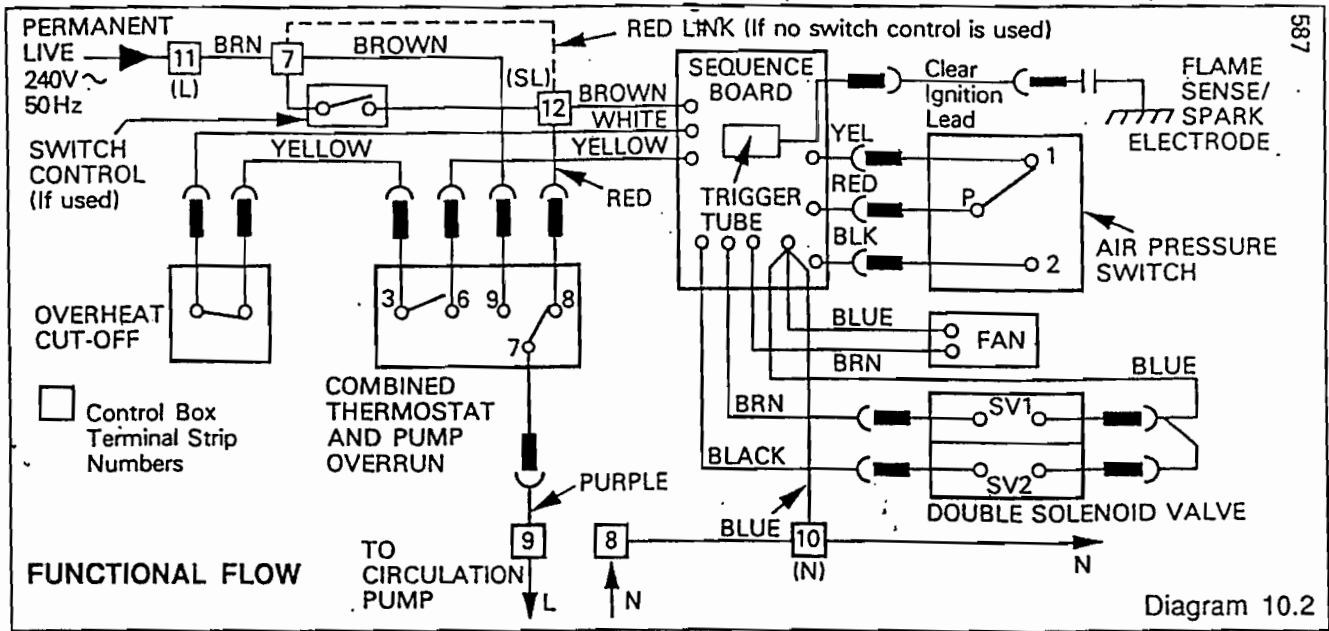 PERMANENT
LIVE
240V ~
50Hz
11
(L)
BRN
7
BROWN
RED LINK (If no switch control is used)
587
(SL)
12
BROWN
WHITE
YELLOW
SEQUENCE
BOARD
Clear
Ignition
Lead
FLAME
SENSE/
SPARK
ELECTRODE
SWITCH
CONTROL
(If used)
YELLOW
RED
TRIGGER
TUBE
YEL
RED
BLK
1
P
2
AIR PRESSURE
SWITCH
OVERHEAT
CUT-OFF
3
6
9
8
7
BLUE
BRN
FAN
BLUE
Control Box
Terminal Strip
Numbers
COMBINED
THERMOSTAT
AND PUMP
OVERRUN
BRN
BLACK
SV1
SV2
DOUBLE SOLENOID VALVE
PURPLE
9
8
BLUE
10
(N)
N
TO
CIRCULATION
PUMP
L
N
FUNCTIONAL FLOW
Diagram 10.2